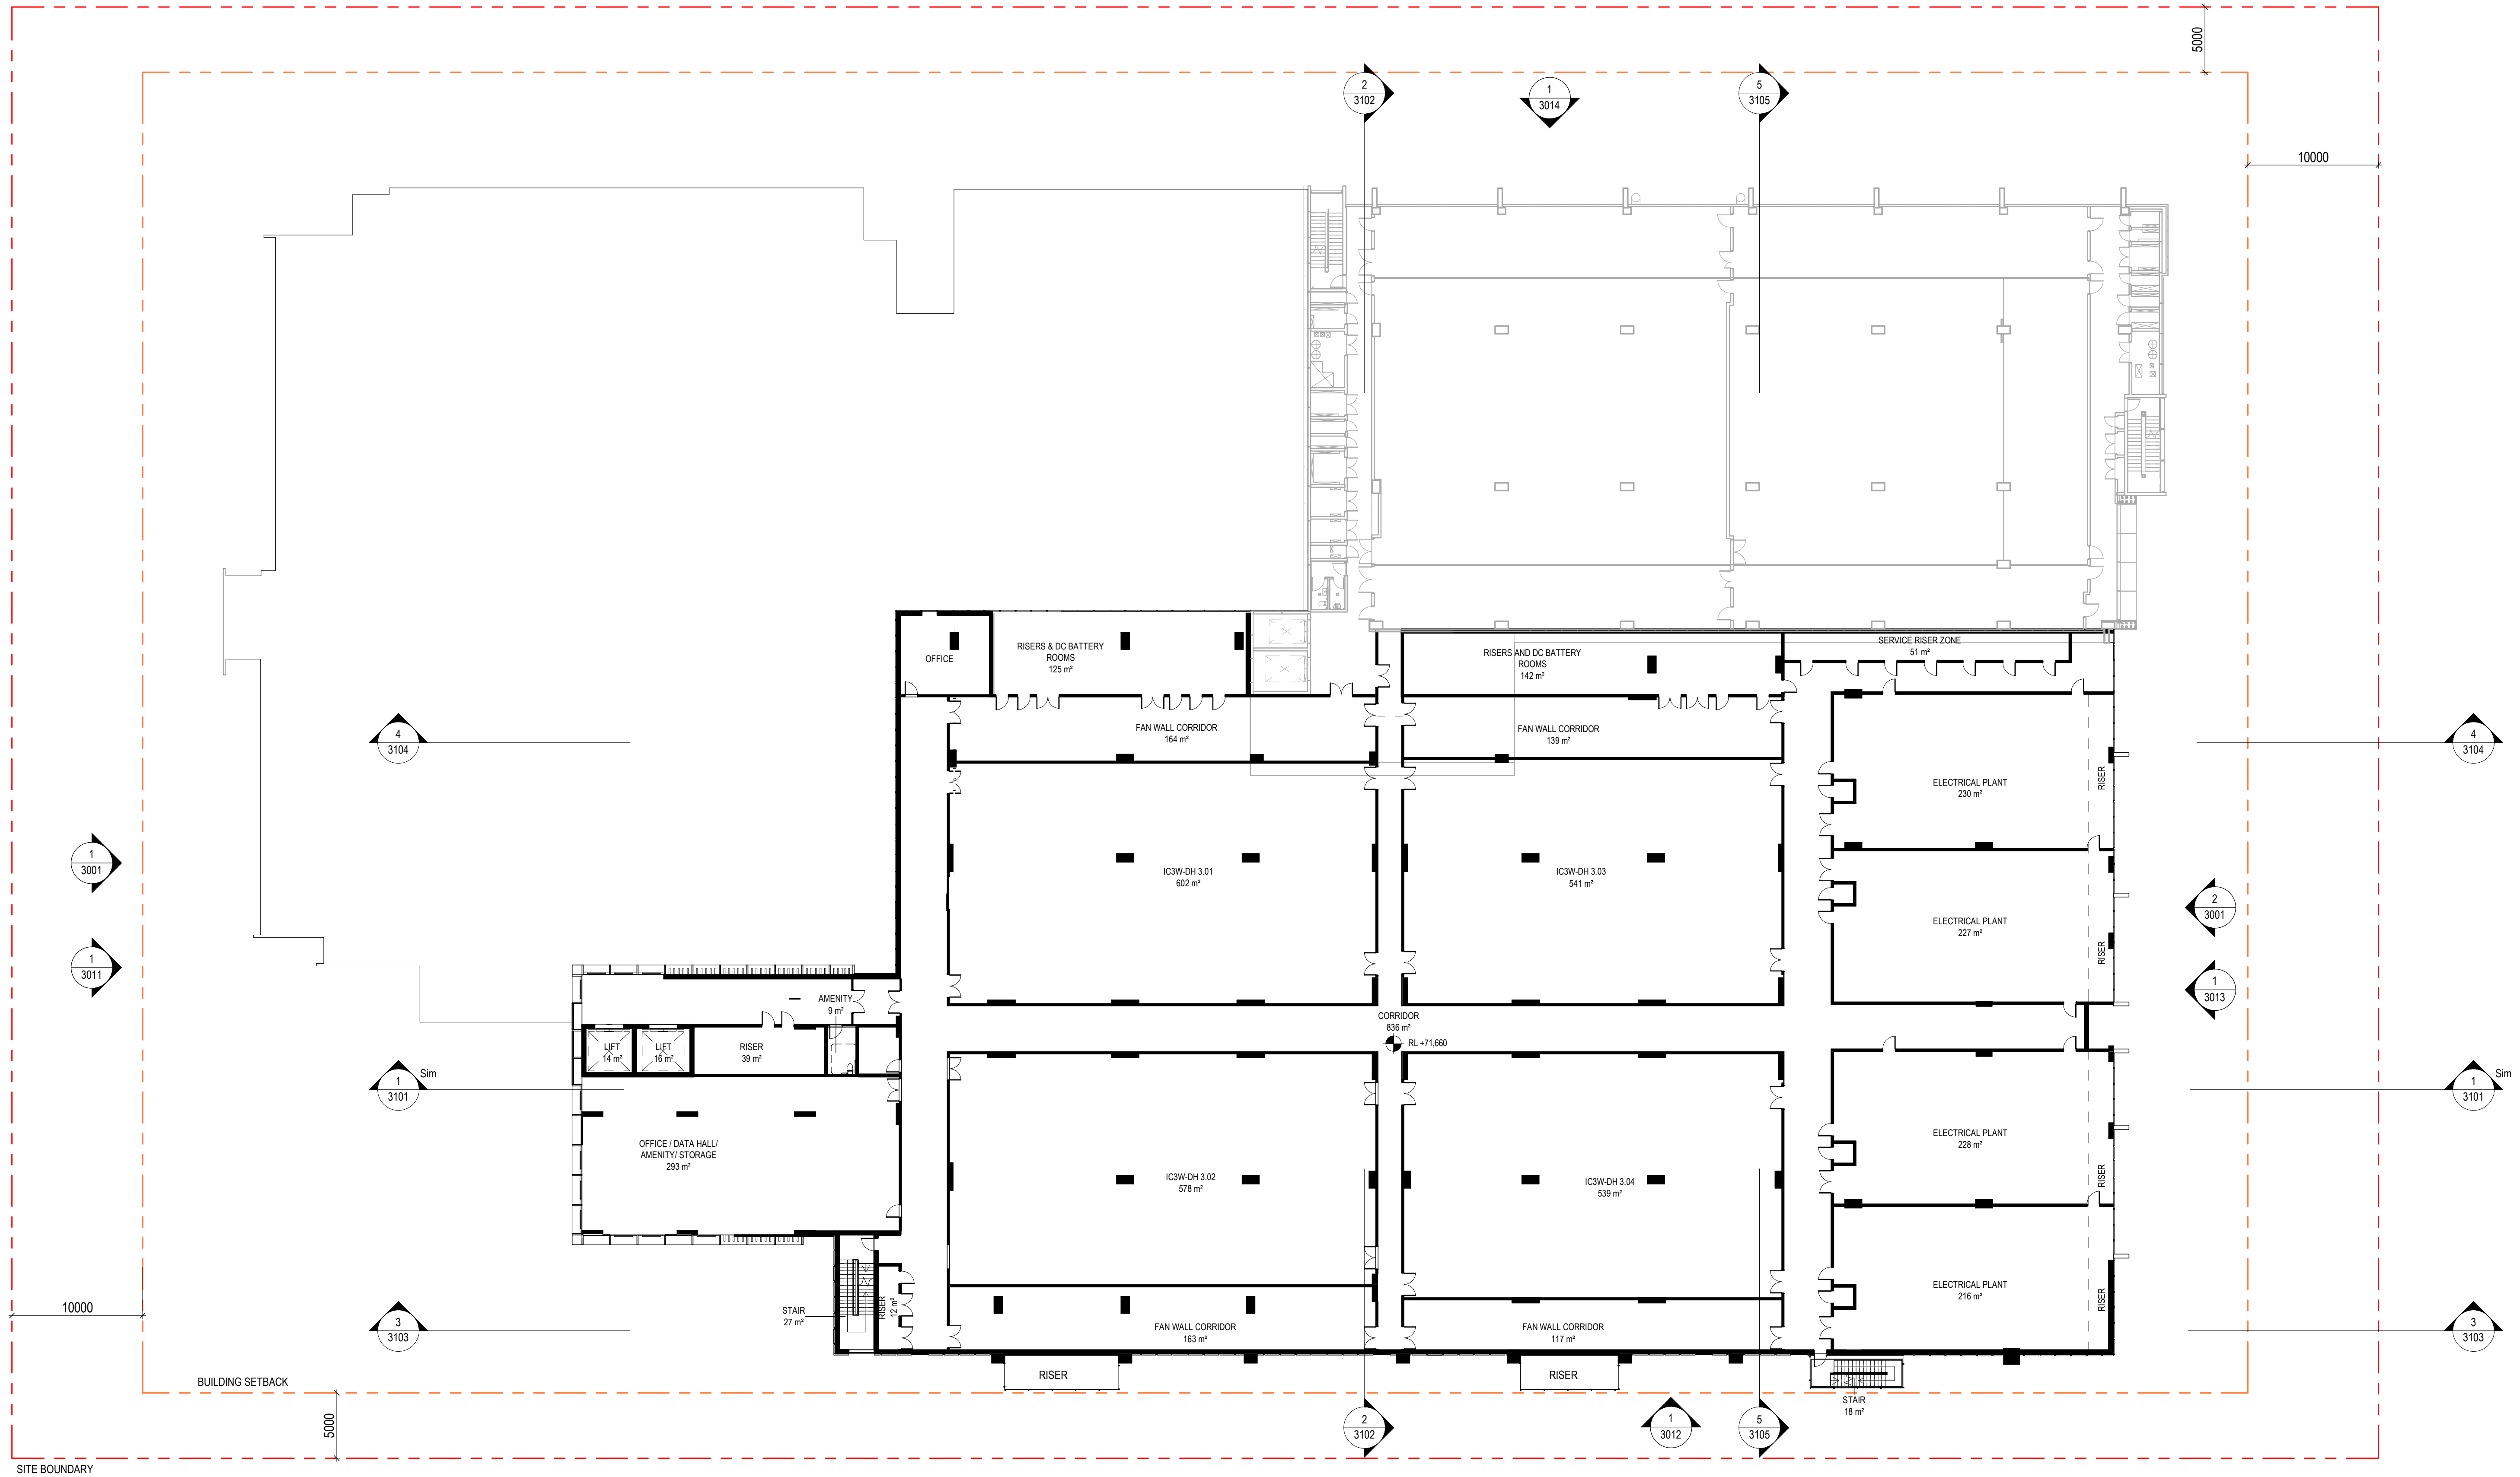 5000
2
3102
1
3014
5
3105
10000
RISERS & DC BATTERY
ROOMS
125 m²
OFFICE
RISERS AND DC BATTERY
ROOMS
142 m²
SERVICE RISER ZONE
51 m²
FAN WALL CORRIDOR
164 m²
FAN WALL CORRIDOR
139 m²
4
3104
4
3104
ELECTRICAL PLANT
230 m²
RISER
1
3001
IC3W-DH 3.01
602 m²
IC3W-DH 3.03
541 m²
ELECTRICAL PLANT
227 m²
RISER
2
3001
1
3011
1
3013
AMENITY
9 m²
CORRIDOR
836 m²
RL +71,660
LIFT
14 m²
LIFT
16 m²
RISER
39 m²
Sim
1
3101
Sim
1
3101
OFFICE / DATA HALL/
AMENITY/ STORAGE
293 m²
ELECTRICAL PLANT
228 m²
RISER
IC3W-DH 3.02
578 m²
IC3W-DH 3.04
539 m²
ELECTRICAL PLANT
216 m²
RISER
10000
STAIR
27 m²
RISER
12 m²
3
3103
FAN WALL CORRIDOR
163 m²
FAN WALL CORRIDOR
117 m²
3
3103
BUILDING SETBACK
RISER
RISER
STAIR
18 m²
5000
2
3102
1
3012
5
3105
SITE BOUNDARY